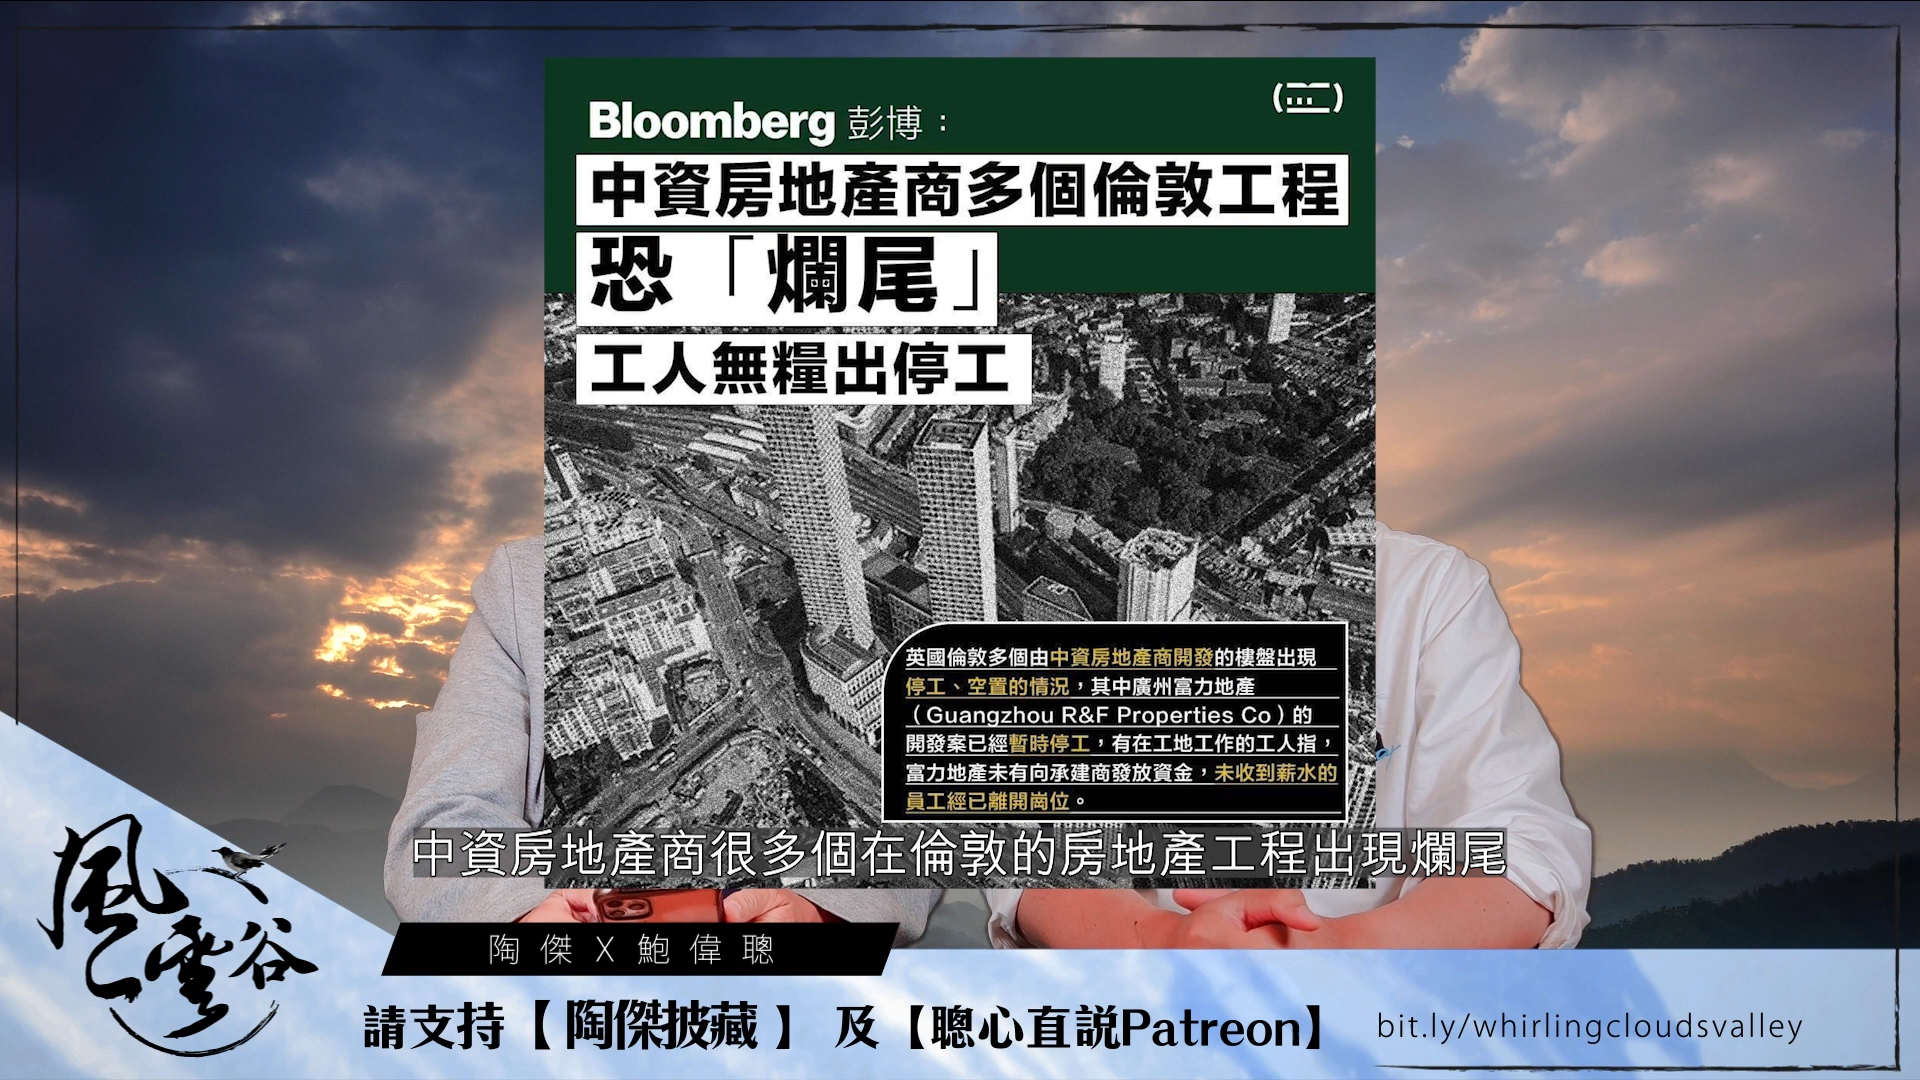 Bloomberg 彭博：
中資房地產商多個倫敦工程
恐「爛尾」
工人無糧出停工
英國倫敦多個由中資房地產商開發的樓盤出現
停工、空置的情況，其中廣州富力地產
（Guangzhou R&F Properties Co）的
開發案已經暫時停工，有在工地工作的工人指，
富力地產未有向承建商發放資金，未收到薪水的
員工經已離開崗位。
中資房地產商很多個在倫敦的房地產工程出現爛尾
風雲谷
陶傑X鮑偉聰
請支持【陶傑披藏】 及【聰心直説Patreon】 bit.ly/whirlingcloudsvalley